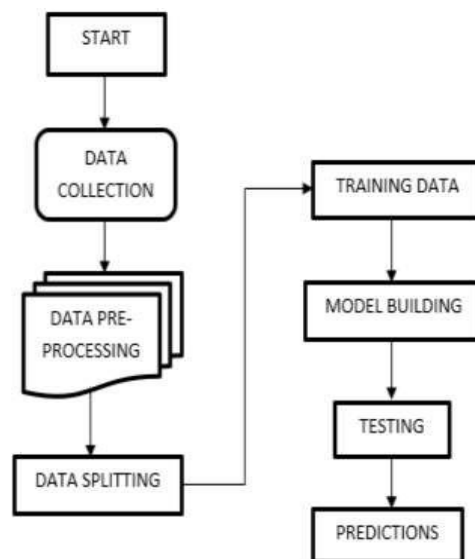 START
DATA
COLLECTION
DATA PRE-
PROCESSING
DATA SPLITTING
TRAINING DATA
MODEL BUILDING
TESTING
PREDICTIONS